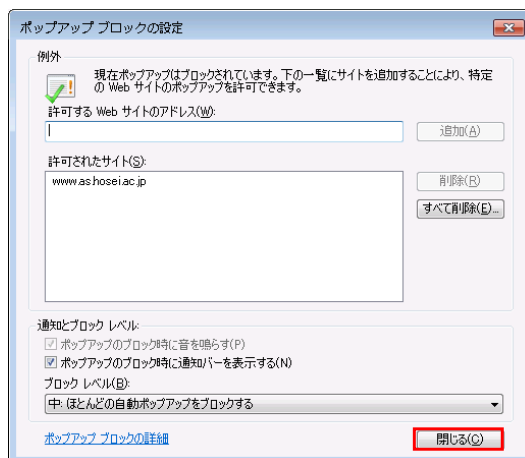 ポップアップ ブロックの設定
例外
現在ポップアップはブロックされています。下の一覧にサイトを追加することにより、特定
の Web サイトのポップアップを許可できます。
許可する Web サイトのアドレス(W):
追加(A)
許可されたサイト(S):
www.as.hosei.ac.jp
削除(R)
すべて削除(E)...
通知とブロック レベル:
ポップアップのブロック時に音を鳴らす(P)
ポップアップのブロック時に通知バーを表示する(N)
ブロック レベル(B):
中: ほとんどの自動ポップアップをブロックする
ポップアップ ブロックの詳細
閉じる(C)